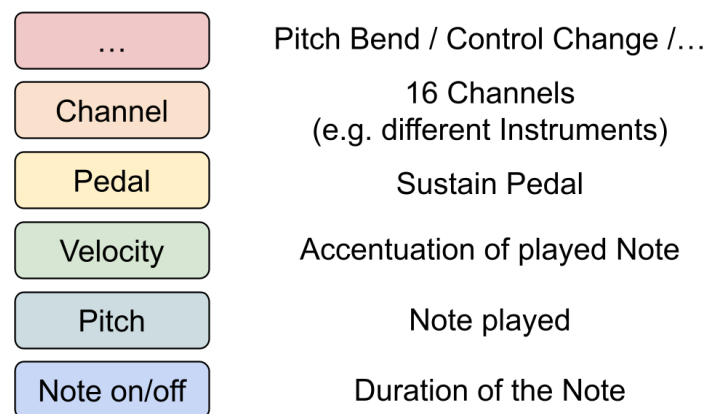 ...
Pitch Bend / Control Change /...
Channel
16 Channels
(e.g. different Instruments)
Pedal
Sustain Pedal
Velocity
Accentuation of played Note
Pitch
Note played
Note on/off
Duration of the Note